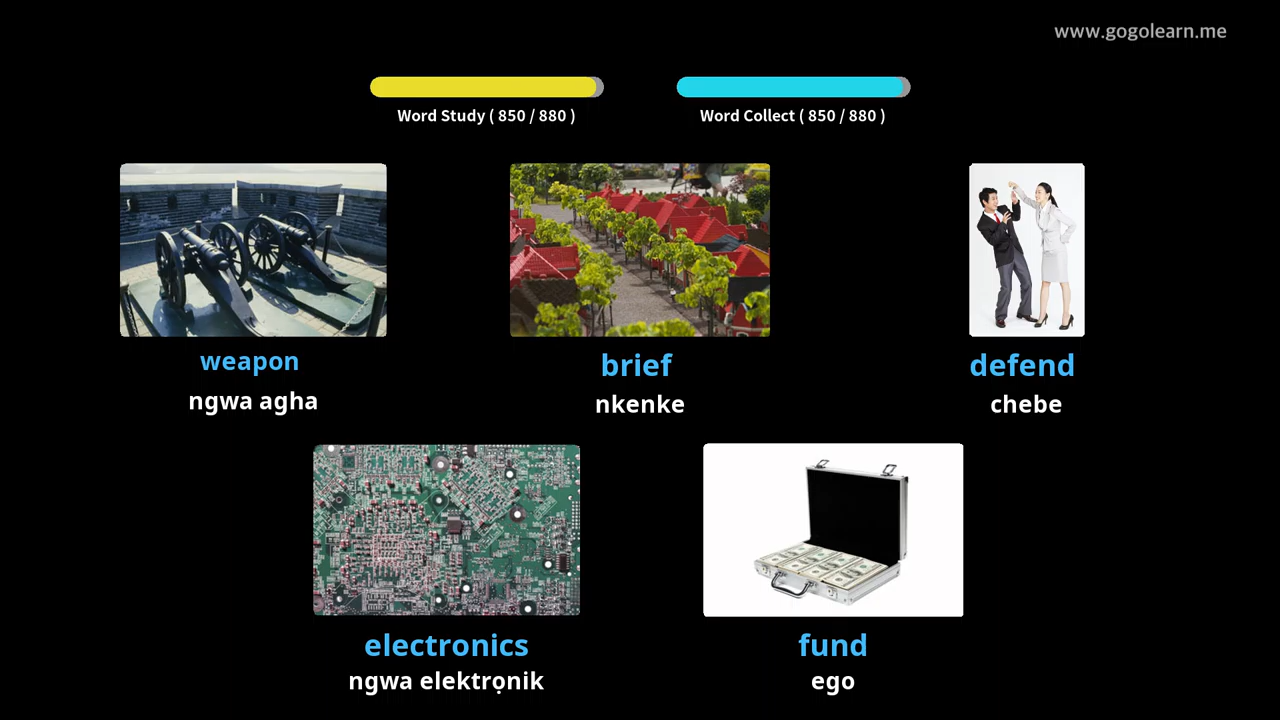 www.gogolearn.me
Word Study ( 850 / 880 )
Word Collect ( 850 / 880 )
weapon
ngwa agha
brief
nkenke
defend
chebe
electronics
ngwa elektrọnik
fund
ego